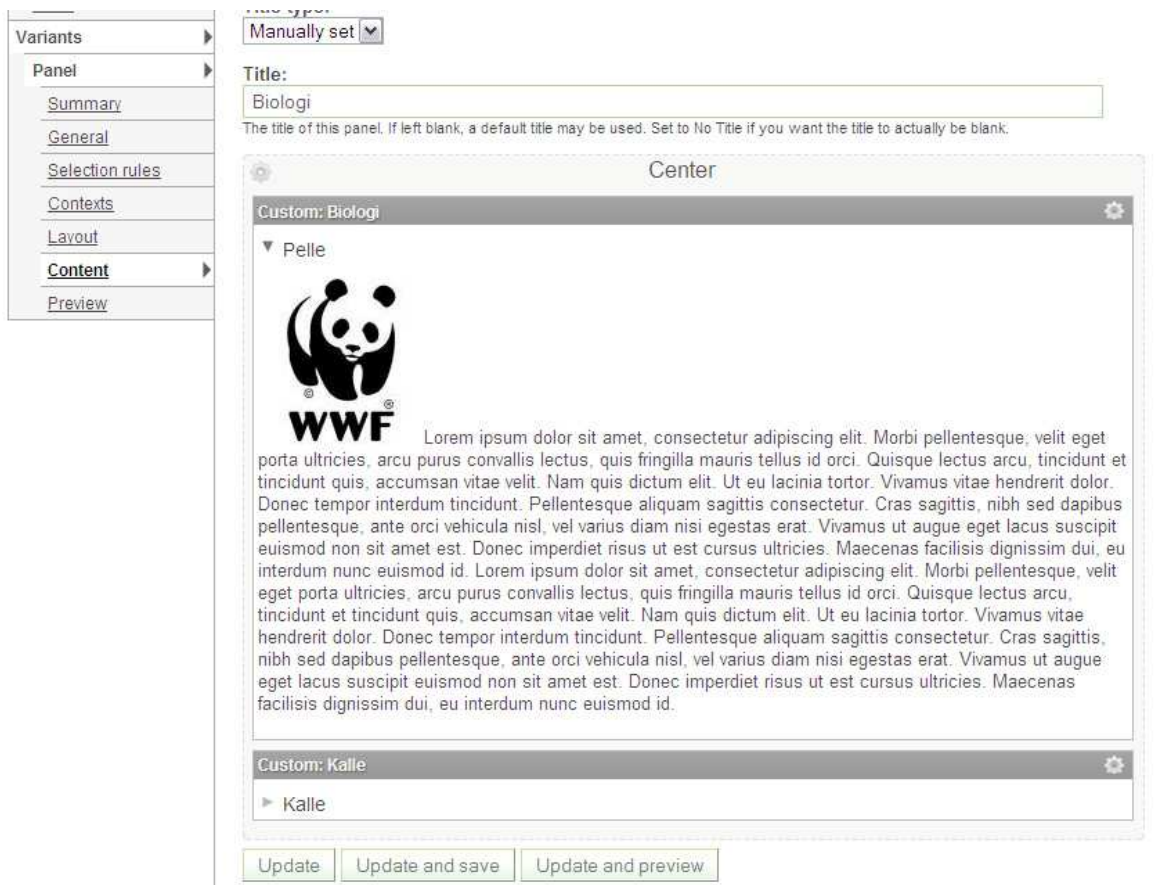 Title type:
Manually set
Variants
Panel
Summary
General
Selection rules
Contexts
Layout
Content
Preview
Title:
Biologi
The title of this panel. If left blank, a default title may be used. Set to No Title if you want the title to actually be blank.
Center
Custom: Biologi
Pelle
©
®
WWF
Lorem ipsum dolor sit amet, consectetur adipiscing elit. Morbi pellentesque, velit eget
porta ultricies, arcu purus convallis lectus, quis fringilla mauris tellus id orci. Quisque lectus arcu, tincidunt et
tincidunt quis, accumsan vitae velit. Nam quis dictum elit. Ut eu lacinia tortor. Vivamus vitae hendrerit dolor.
Donec tempor interdum tincidunt. Pellentesque aliquam sagittis consectetur. Cras sagittis, nibh sed dapibus
pellentesque, ante orci vehicula nisl, vel varius diam nisi egestas erat. Vivamus ut augue eget lacus suscipit
euismod non sit amet est. Donec imperdiet risus ut est cursus ultricies. Maecenas facilisis dignissim dui, eu
interdum nunc euismod id. Lorem ipsum dolor sit amet, consectetur adipiscing elit. Morbi pellentesque, velit
eget porta ultricies, arcu purus convallis lectus, quis fringilla mauris tellus id orci. Quisque lectus arcu,
tincidunt et tincidunt quis, accumsan vitae velit. Nam quis dictum elit. Ut eu lacinia tortor. Vivamus vitae
hendrerit dolor. Donec tempor interdum tincidunt. Pellentesque aliquam sagittis consectetur. Cras sagittis,
nibh sed dapibus pellentesque, ante orci vehicula nisl, vel varius diam nisi egestas erat. Vivamus ut augue
eget lacus suscipit euismod non sit amet est. Donec imperdiet risus ut est cursus ultricies. Maecenas
facilisis dignissim dui, eu interdum nunc euismod id.
Custom: Kalle
Kalle
Update
Update and save
Update and preview